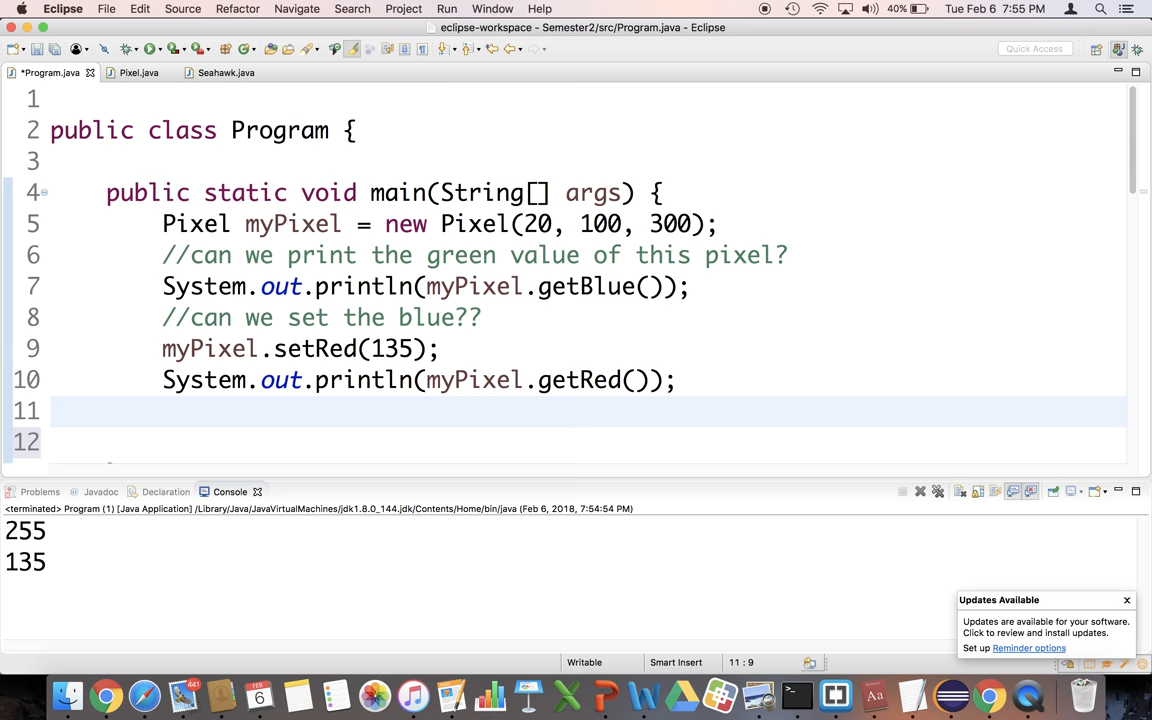 Eclipse File Edit Source Refactor Navigate Search Project Run Window Help 40% Tue Feb 6 7:55 PM
eclipse-workspace - Semester2/src/Program.java - Eclipse
Quick Access
*Program.java Pixel.java Seahawk.java
1
2 public class Program {
3
4 public static void main(String[] args) {
5 Pixel myPixel = new Pixel(20, 100, 300);
6 //can we print the green value of this pixel?
7 System.out.println(myPixel.getBlue());
8 //can we set the blue??
9 myPixel.setRed(135);
10 System.out.println(myPixel.getRed());
11
12
Problems Javadoc Declaration Console
<terminated> Program (1) [Java Application] /Library/Java/JavaVirtualMachines/jdk1.8.0_144.jdk/Contents/Home/bin/java (Feb 6, 2018, 7:54:54 PM)
255
135
Updates Available
Updates are available for your software.
Click to review and install updates.
Set up Reminder options
Writable Smart Insert 11 : 9
441
FEB
6
Aa